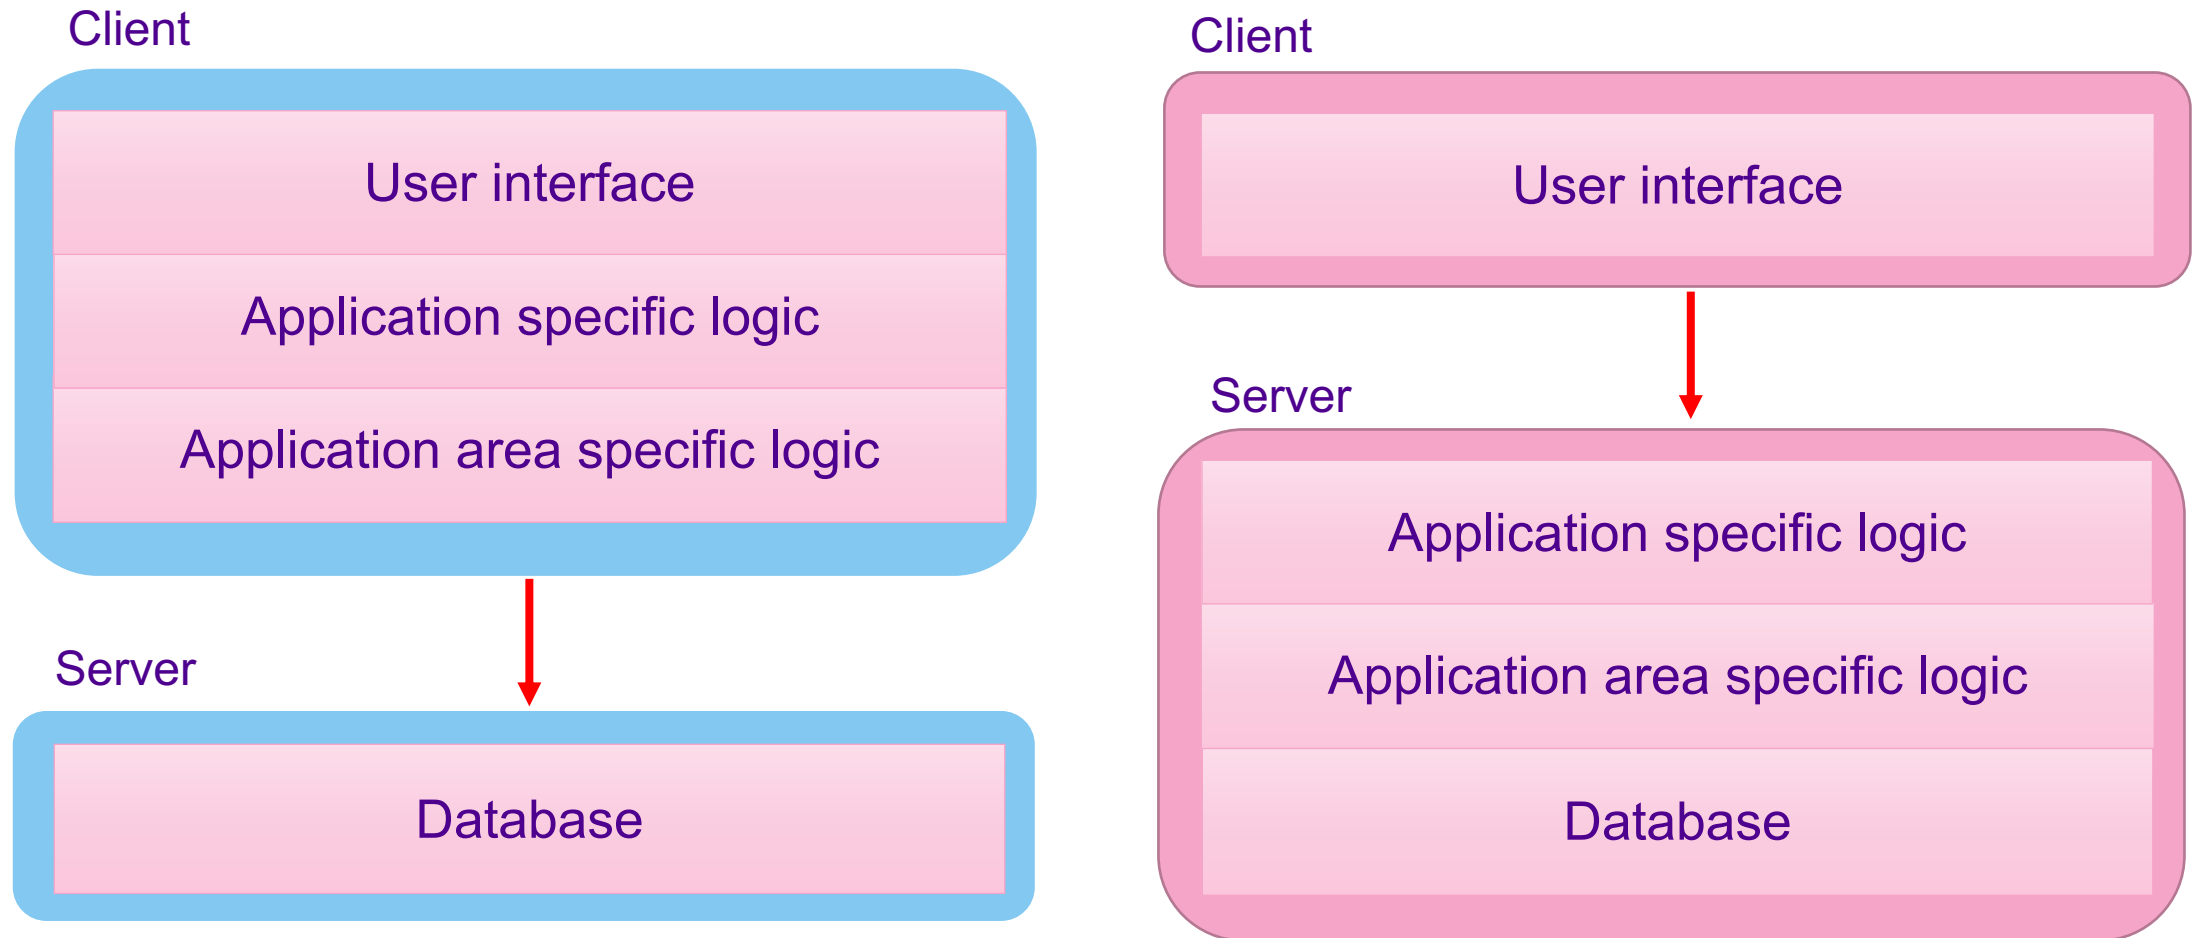 Client
User interface
Application specific logic
Application area specific logic
Server
Database
Client
User interface
Server
Application specific logic
Application area specific logic
Database